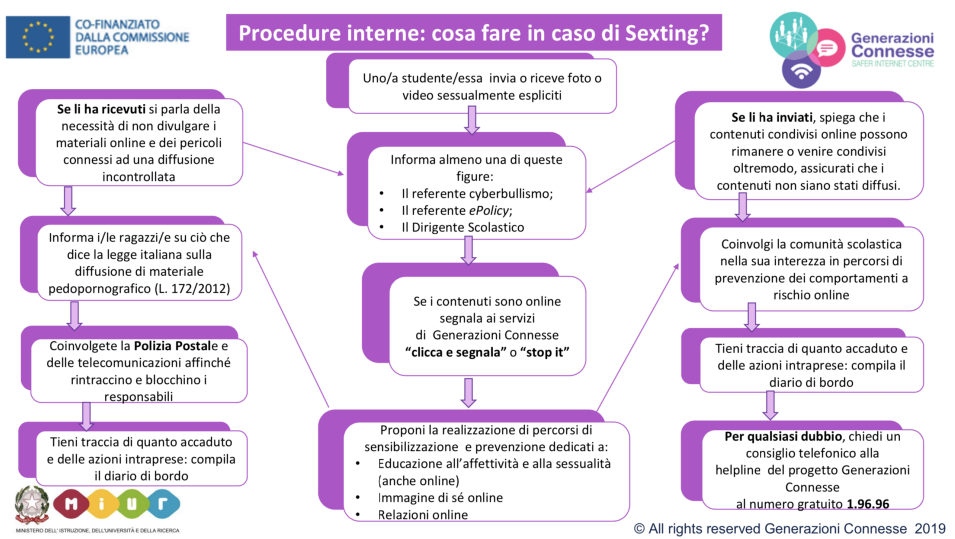 CO-FINANZIATO
DALLA COMMISSIONE
EUROPEA
Procedure interne: cosa fare in caso di Sexting?
Generazioni
Connesse
SAFER INTERNET CENTRE
Uno/a studente/essa invia o riceve foto o
video sessualmente espliciti
Se li ha ricevuti si parla della
necessità di non divulgare i
materiali online e dei pericoli
connessi ad una diffusione
incontrollata
Informa almeno una di queste
figure:
• Il referente cyberbullismo;
• Il referente ePolicy;
• Il Dirigente Scolastico
Se li ha inviati, spiega che i
contenuti condivisi online possono
rimanere o venire condivisi
oltremodo, assicurati che i
contenuti non siano stati diffusi.
Informa i/le ragazzi/e su ciò che
dice la legge italiana sulla
diffusione di materiale
pedopornografico (L. 172/2012)
Se i contenuti sono online
segnala ai servizi
di Generazioni Connesse
“clicca e segnala” o “stop it”
Coinvolgi la comunità scolastica
nella sua interezza in percorsi di
prevenzione dei comportamenti a
rischio online
Coinvolgete la Polizia Postale e
delle telecomunicazioni affinché
rintraccino e blocchino i
responsabili
Tieni traccia di quanto accaduto e
delle azioni intraprese: compila il
diario di bordo
Tieni traccia di quanto accaduto
e delle azioni intraprese: compila
il diario di bordo
Proponi la realizzazione di percorsi di
sensibilizzazione e prevenzione dedicati a:
• Educazione all’affettività e alla sessualità
(anche online)
• Immagine di sé online
• Relazioni online
Per qualsiasi dubbio, chiedi un
consiglio telefonico alla
helpline del progetto Generazioni
Connesse
al numero gratuito 1.96.96
miur
MINISTERO DELL’ISTRUZIONE, DELL’UNIVERSITÀ E DELLA RICERCA
© All rights reserved Generazioni Connesse 2019